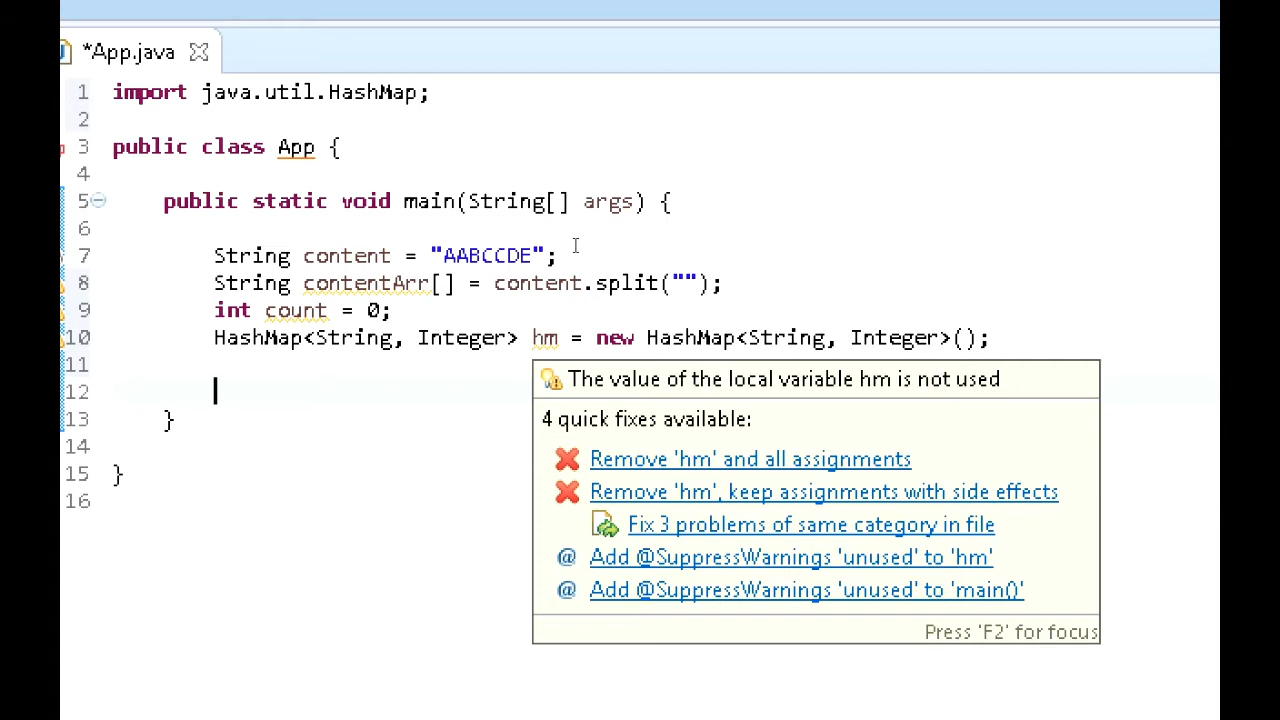 *App.java
1 import java.util.HashMap;
2
3 public class App {
4
5 public static void main(String[] args) {
6
7 String content = "AABCCDE";
8 String contentArr[] = content.split("");
9 int count = 0;
10 HashMap<String, Integer> hm = new HashMap<String, Integer>();
11
The value of the local variable hm is not used
12
13 }
4 quick fixes available:
14
Remove 'hm' and all assignments
15 }
Remove 'hm', keep assignments with side effects
16
Fix 3 problems of same category in file
@ Add @SuppressWarnings 'unused' to 'hm'
@ Add @SuppressWarnings 'unused' to 'main()'
Press 'F2' for focus